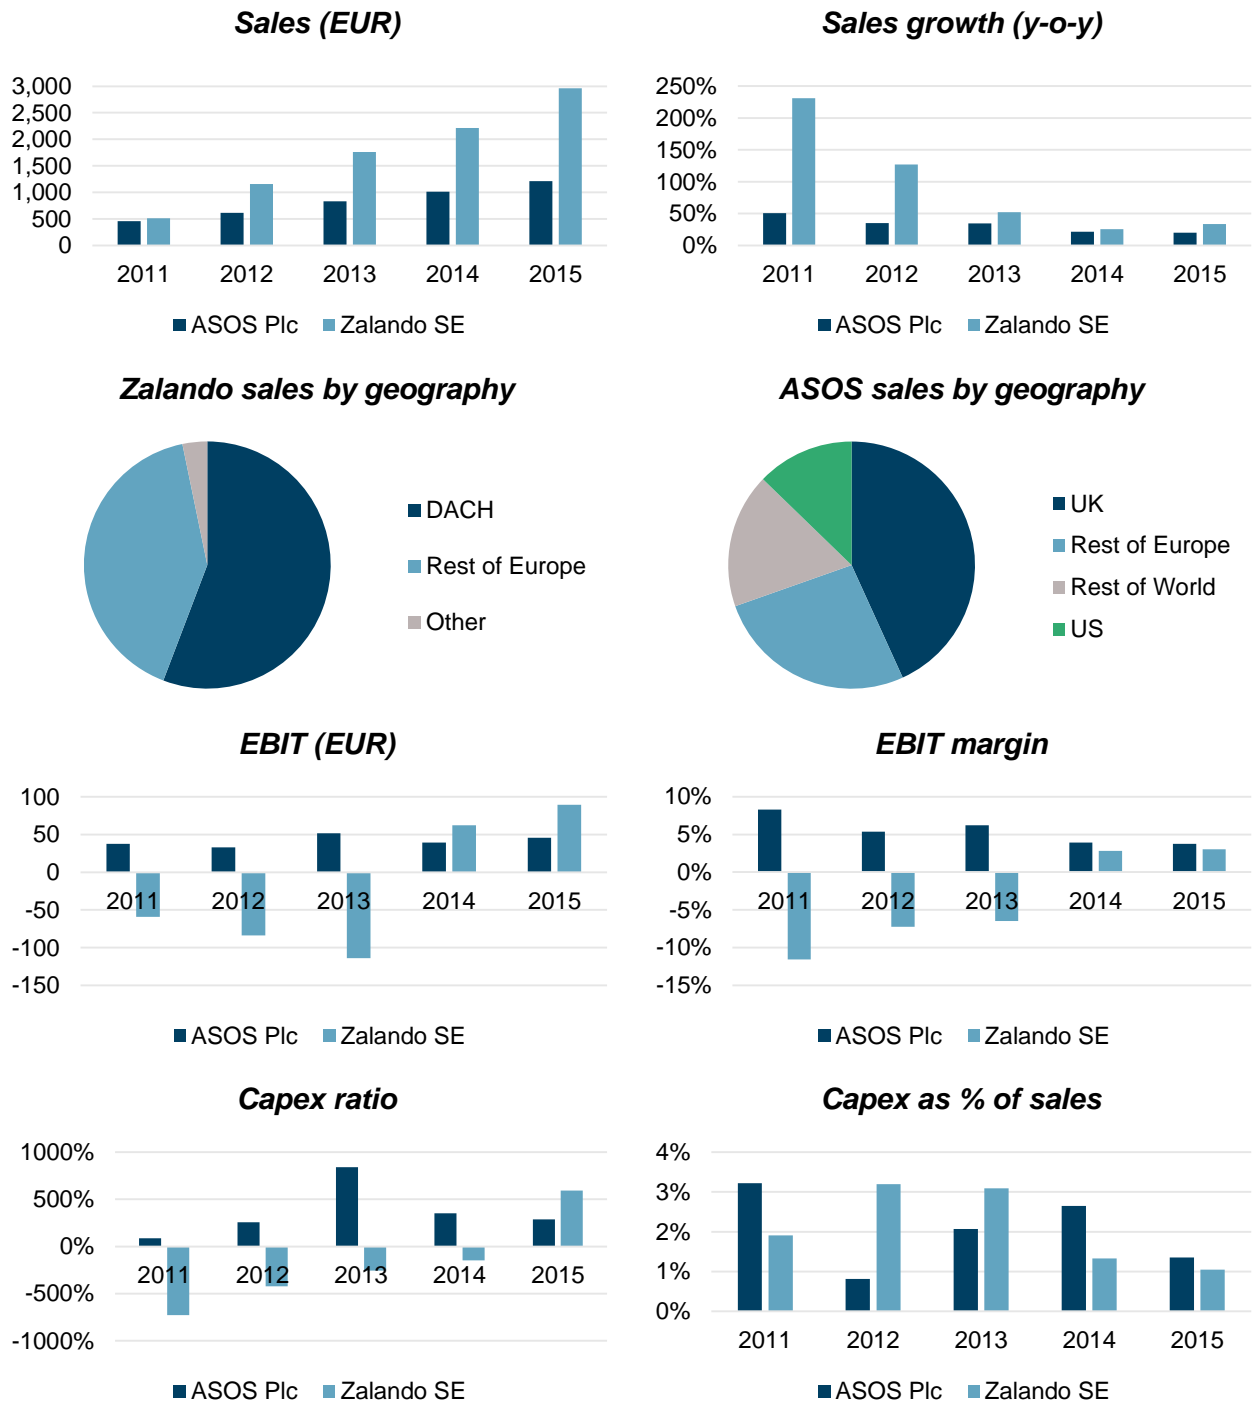 Sales (EUR)
3,000
2,500
2,000
1,500
1,000
500
0
2011 2012 2013 2014 2015
ASOS Plc Zalando SE
Sales growth (y-o-y)
250%
200%
150%
100%
50%
0%
2011 2012 2013 2014 2015
ASOS Plc Zalando SE
Zalando sales by geography
DACH
Rest of Europe
Other
ASOS sales by geography
UK
Rest of Europe
Rest of World
US
EBIT (EUR)
100
50
0
-50
-100
-150
2011 2012 2013 2014 2015
ASOS Plc Zalando SE
EBIT margin
10%
5%
0%
-5%
-10%
-15%
2011 2012 2013 2014 2015
ASOS Plc Zalando SE
Capex ratio
1000%
500%
0%
-500%
-1000%
2011 2012 2013 2014 2015
ASOS Plc Zalando SE
Capex as % of sales
4%
3%
2%
1%
0%
2011 2012 2013 2014 2015
ASOS Plc Zalando SE